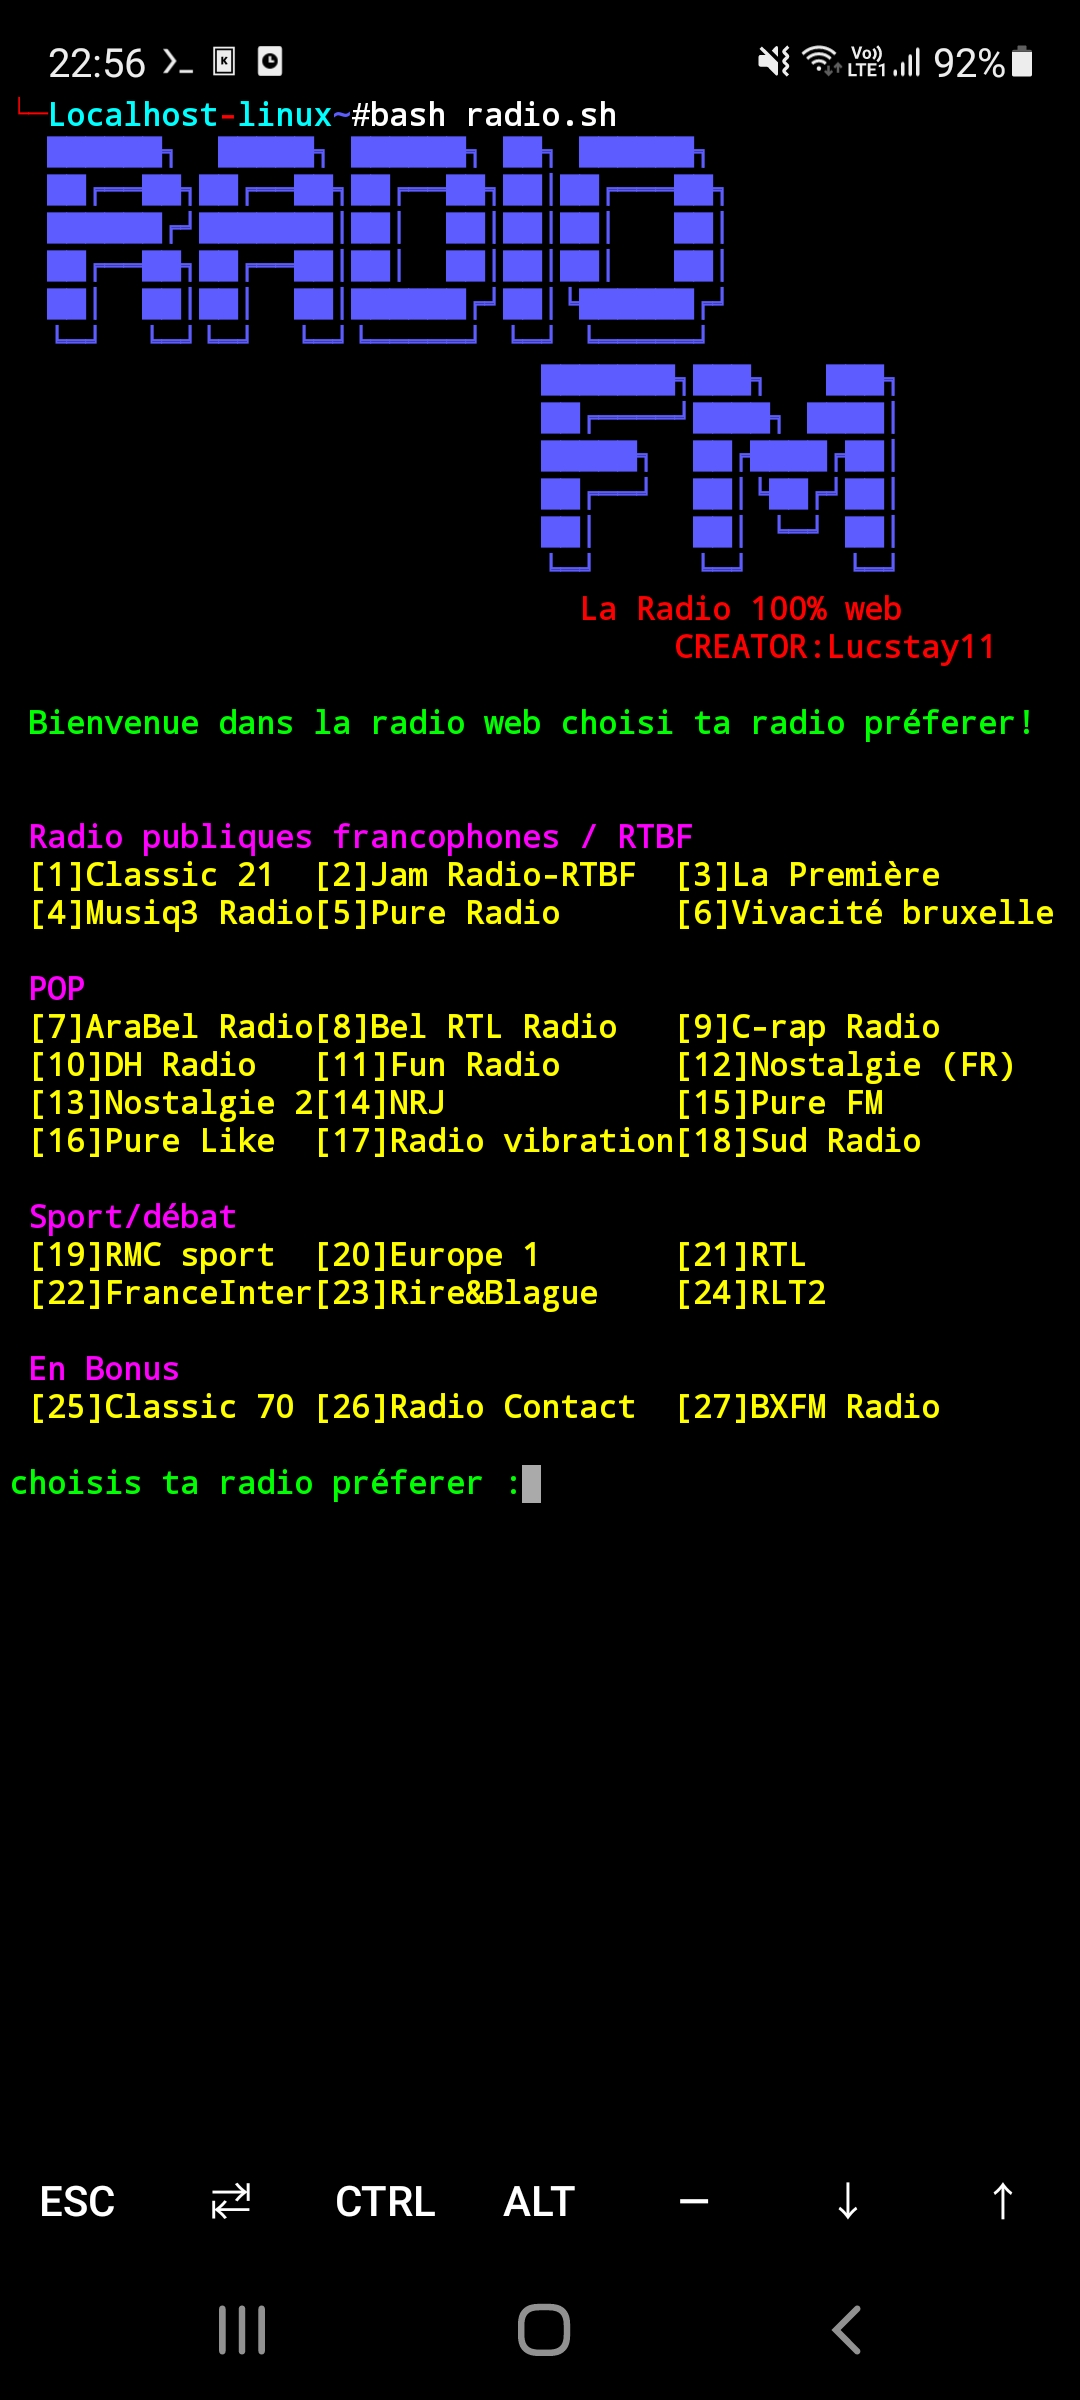 22:56 Vo)) LTE1 92%
Localhost-linux~#bash radio.sh
RADIO
FM
La Radio 100% web
CREATOR:Lucstay11
Bienvenue dans la radio web choisi ta radio préferer!
Radio publiques francophones / RTBF
[1]Classic 21 [2]Jam Radio-RTBF [3]La Première
[4]Musiq3 Radio[5]Pure Radio [6]Vivacité bruxelle
POP
[7]AraBel Radio[8]Bel RTL Radio [9]C-rap Radio
[10]DH Radio [11]Fun Radio [12]Nostalgie (FR)
[13]Nostalgie 2[14]NRJ [15]Pure FM
[16]Pure Like [17]Radio vibration[18]Sud Radio
Sport/débat
[19]RMC sport [20]Europe 1 [21]RTL
[22]FranceInter[23]Rire&Blague [24]RLT2
En Bonus
[25]Classic 70 [26]Radio Contact [27]BXFM Radio
choisis ta radio préferer :
ESC CTRL ALT – ↓ ↑